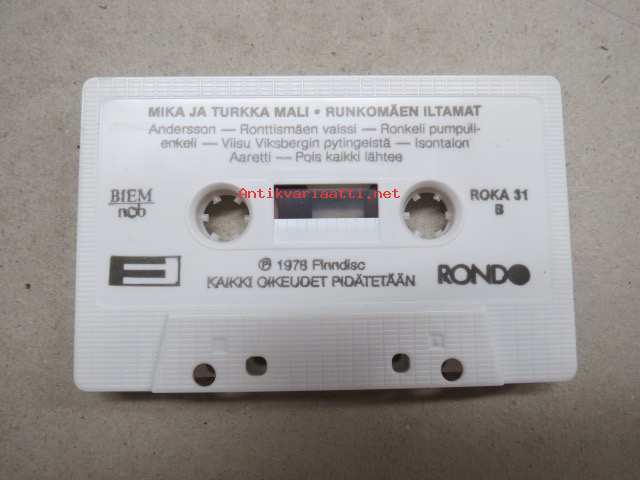 MIKA JA TURKKA MALI • RUNKOMÄEN ILTAMAT
Andersson — Ronttismäen valssi — Ronkeli pumpuli-
enkeli — Viisu Viksbergin pytingeistä — Isontalon
Aaretti — Pois kaikki lähtee
Antikvariaatti.net
BIEM
ncb
ROKA 31
B
℗ 1978 Finndisc
KAIKKI OIKEUDET PIDÄTETÄÄN
RONDO